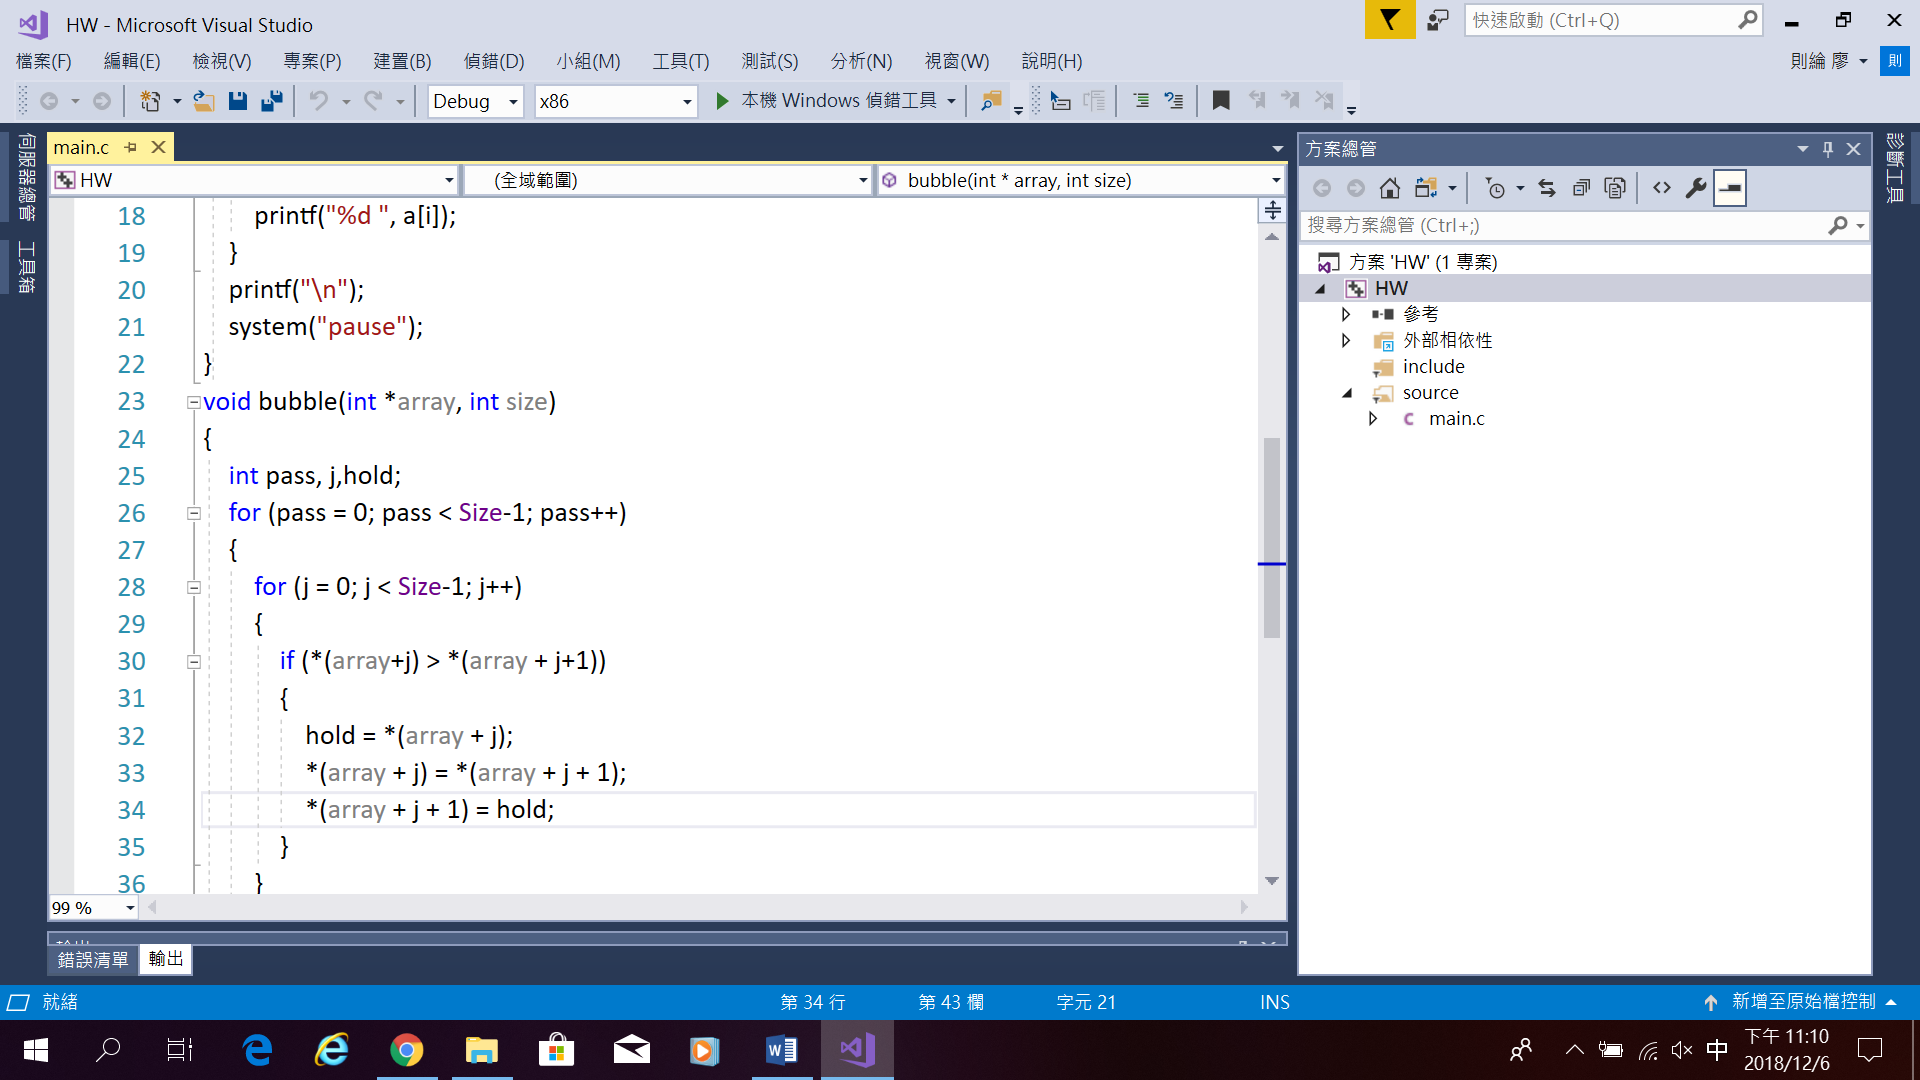 HW - Microsoft Visual Studio
快速啟動 (Ctrl+Q)
檔案(F) 編輯(E) 檢視(V) 專案(P) 建置(B) 偵錯(D) 小組(M) 工具(T) 測試(S) 分析(N) 視窗(W) 說明(H)
則綸 廖 則
Debug x86 本機 Windows 偵錯工具
伺服器總管
工具箱
main.c
HW (全域範圍) bubble(int * array, int size)
18 printf("%d ", a[i]);
19 }
20 printf("\n");
21 system("pause");
22 }
23 void bubble(int *array, int size)
24 {
25 int pass, j,hold;
26 for (pass = 0; pass < Size-1; pass++)
27 {
28 for (j = 0; j < Size-1; j++)
29 {
30 if (*(array+j) > *(array + j+1))
31 {
32 hold = *(array + j);
33 *(array + j) = *(array + j + 1);
34 *(array + j + 1) = hold;
35 }
36 }
99 %
錯誤清單 輸出
方案總管
搜尋方案總管 (Ctrl+;)
方案 'HW' (1 專案)
HW
參考
外部相依性
include
source
main.c
診斷工具
就緒 第 34 行 第 43 欄 字元 21 INS 新增至原始檔控制
中
下午 11:10
2018/12/6